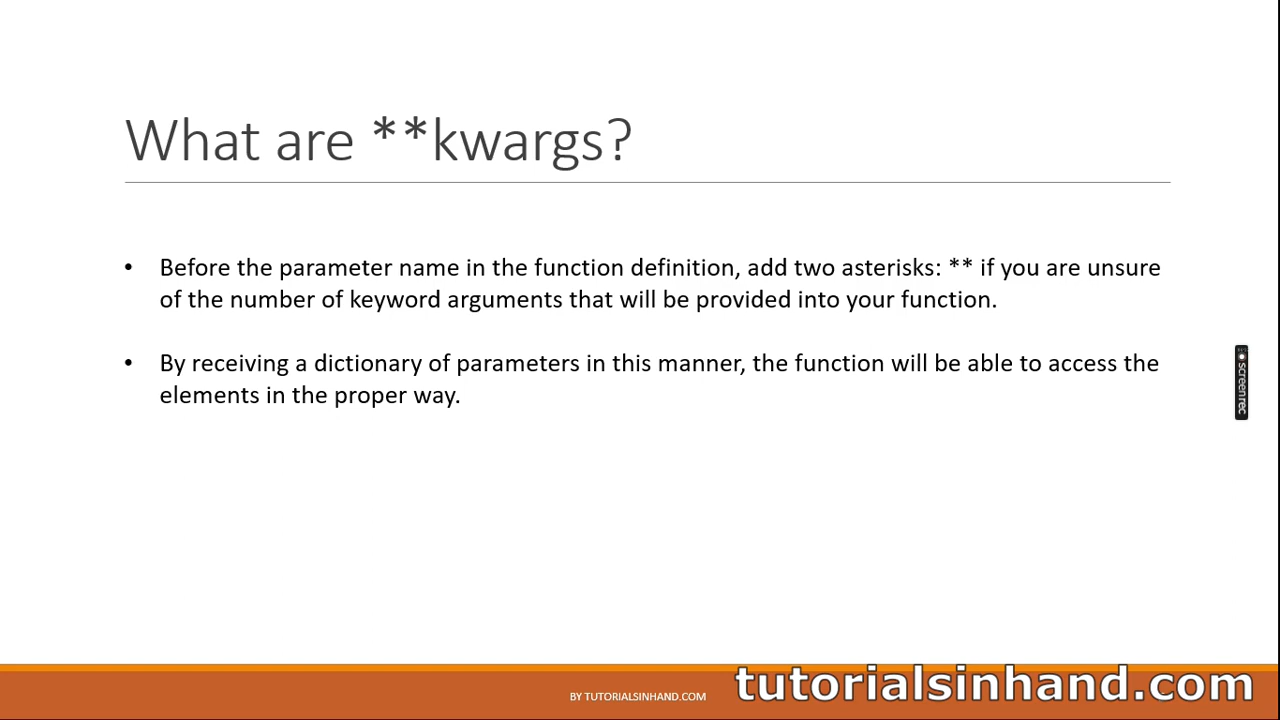 What are **kwargs?
• Before the parameter name in the function definition, add two asterisks: ** if you are unsure
of the number of keyword arguments that will be provided into your function.
• By receiving a dictionary of parameters in this manner, the function will be able to access the
elements in the proper way.
screenrec
BY TUTORIALSINHAND.COM
tutorialsinhand.com